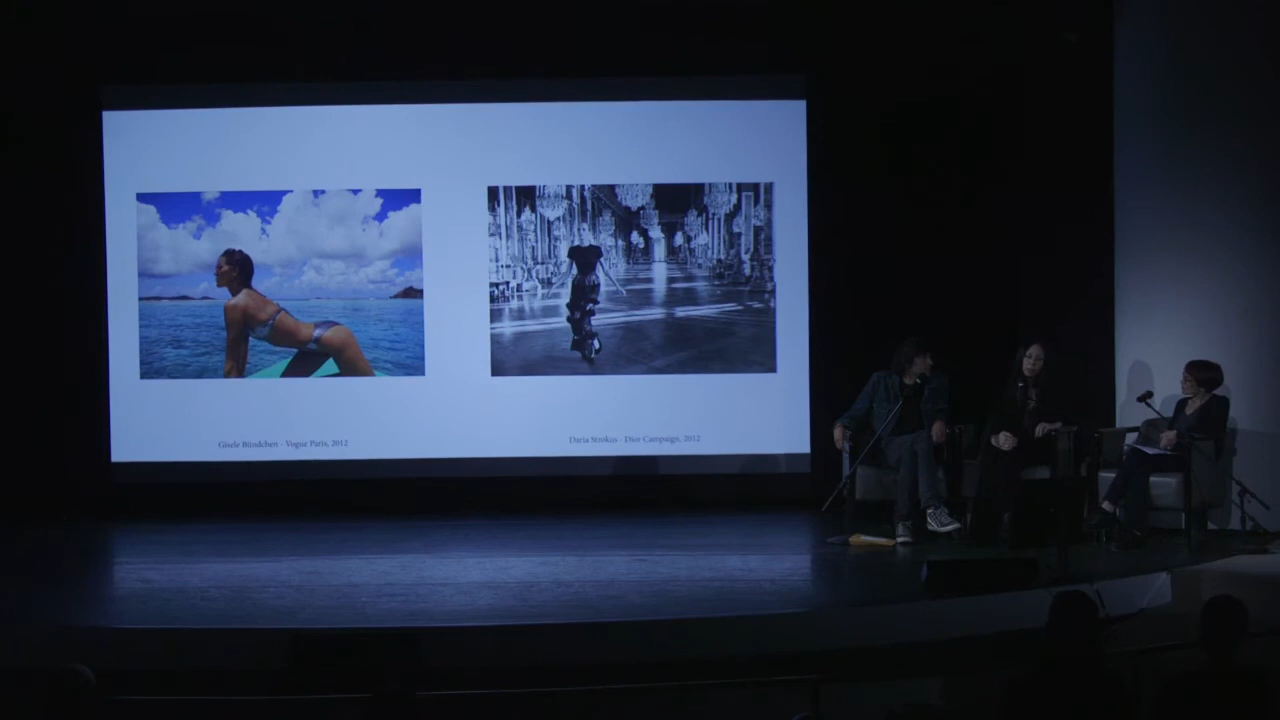 Gisele Bündchen - Vogue Paris, 2012
Daria Strokus - Dior Campaign, 2012